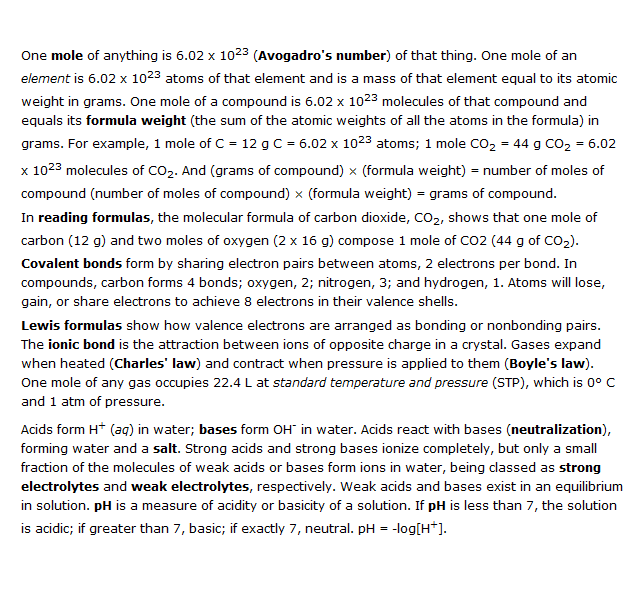 One mole of anything is 6.02 x 10²³ (Avogadro's number) of that thing. One mole of an
element is 6.02 x 10²³ atoms of that element and is a mass of that element equal to its atomic
weight in grams. One mole of a compound is 6.02 x 10²³ molecules of that compound and
equals its formula weight (the sum of the atomic weights of all the atoms in the formula) in
grams. For example, 1 mole of C = 12 g C = 6.02 x 10²³ atoms; 1 mole CO₂ = 44 g CO₂ = 6.02
x 10²³ molecules of CO₂. And (grams of compound) × (formula weight) = number of moles of
compound (number of moles of compound) × (formula weight) = grams of compound.
In reading formulas, the molecular formula of carbon dioxide, CO₂, shows that one mole of
carbon (12 g) and two moles of oxygen (2 x 16 g) compose 1 mole of CO2 (44 g of CO₂).
Covalent bonds form by sharing electron pairs between atoms, 2 electrons per bond. In
compounds, carbon forms 4 bonds; oxygen, 2; nitrogen, 3; and hydrogen, 1. Atoms will lose,
gain, or share electrons to achieve 8 electrons in their valence shells.
Lewis formulas show how valence electrons are arranged as bonding or nonbonding pairs.
The ionic bond is the attraction between ions of opposite charge in a crystal. Gases expand
when heated (Charles' law) and contract when pressure is applied to them (Boyle's law).
One mole of any gas occupies 22.4 L at standard temperature and pressure (STP), which is 0° C
and 1 atm of pressure.
Acids form H⁺ (aq) in water; bases form OH⁻ in water. Acids react with bases (neutralization),
forming water and a salt. Strong acids and strong bases ionize completely, but only a small
fraction of the molecules of weak acids or bases form ions in water, being classed as strong
electrolytes and weak electrolytes, respectively. Weak acids and bases exist in an equilibrium
in solution. pH is a measure of acidity or basicity of a solution. If pH is less than 7, the solution
is acidic; if greater than 7, basic; if exactly 7, neutral. pH = -log[H⁺].